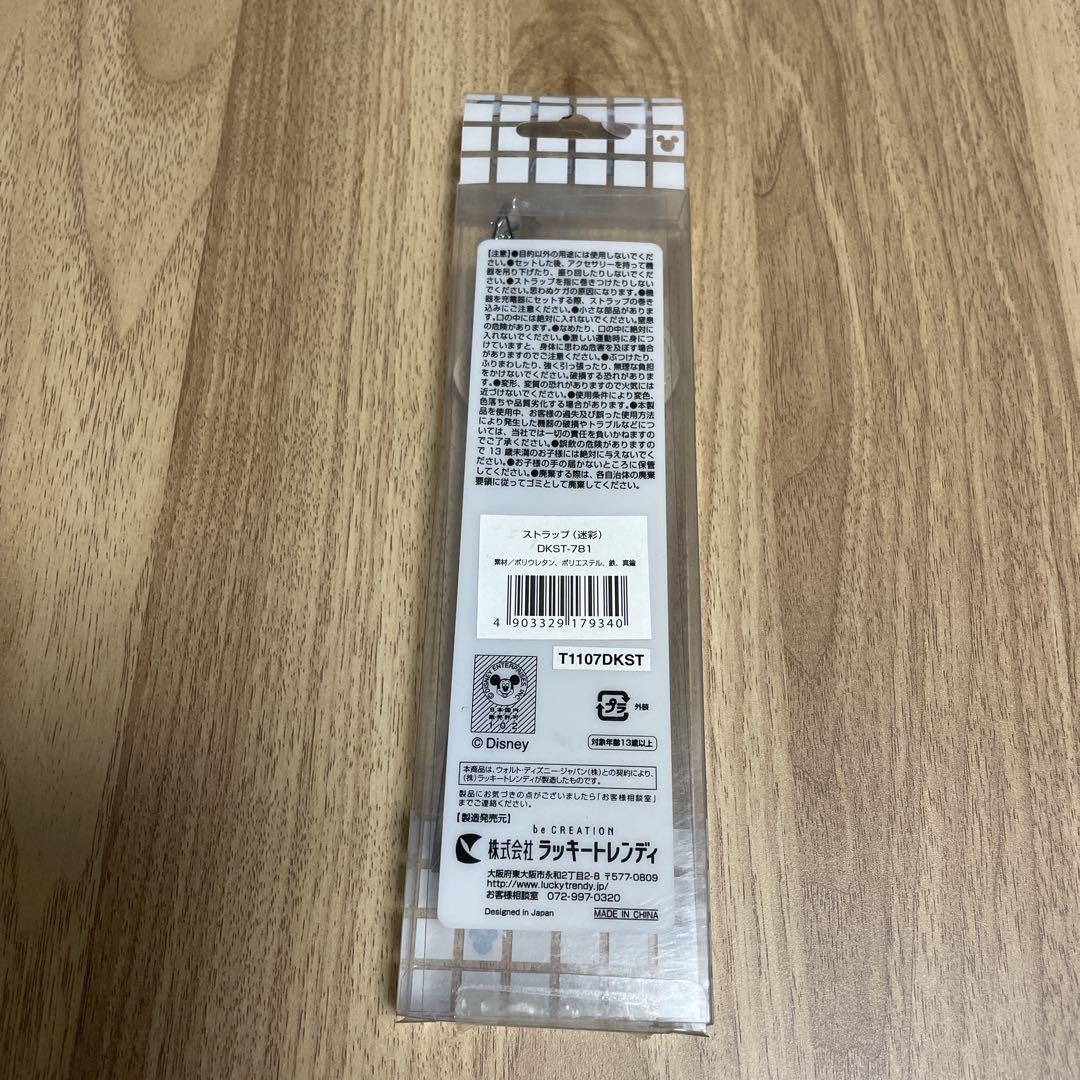 【注意】●目的以外の用途には使用しないでくだ
さい。●セットした後、アクセサリーを持って機
器を吊り下げたり、振り回したりしないでくださ
い。●ストラップを指に巻きつけたりしない
でください。思わぬケガの原因になります。●機
器を充電器にセットする際、ストラップの巻き
込みにご注意ください。●小さな部品がありま
す。口の中には絶対に入れないでください。窒息
の危険があります。●なめたり、口の中に絶対に
入れないでください。●激しい運動時に身につ
けていますと、身体に思わぬ危害を及ぼす場合
がありますのでご注意ください。●ぶつけたり、
ふりまわしたり、強く引っ張ったり、無理な負担
をかけないでください。破損する恐れがありま
す。●変形、変質の恐れがありますので火気には
近づけないでください。●使用条件により変色、
色落ちや品質劣化する場合があります。●本製
品を使用中、お客様の過失及び誤った使用方法
により発生した機器の破損やトラブルなどにつ
いては、当社では一切の責任を負いかねますの
でご了承ください。●誤飲の危険がありますの
で 13 歳未満のお子様には絶対に与えないでく
ださい。●お子様の手の届かないところに保管
してください。●廃棄する際は、各自治体の廃棄
要領に従ってゴミとして廃棄してください。
ストラップ（迷彩）
DKST-781
素材／ポリウレタン、ポリエステル、鉄、真鍮
4 903329 179340
T1107DKST
© DISNEY ENTERPRISES, INC.
日本国内
販売許可
102
プラ 外装
© Disney
対象年齢13歳以上
本商品は、ウォルト・ディズニー・ジャパン(株)との契約により、
(株)ラッキートレンディが製造したものです。
製品にお気づきの点がございましたら「お客様相談室」
までご連絡ください。
【製造発売元】
be CREATION
株式会社 ラッキートレンディ
大阪府東大阪市永和2丁目2-8 〒577-0809
http://www.luckytrendy.jp/
お客様相談室 072-997-0320
Designed in Japan MADE IN CHINA